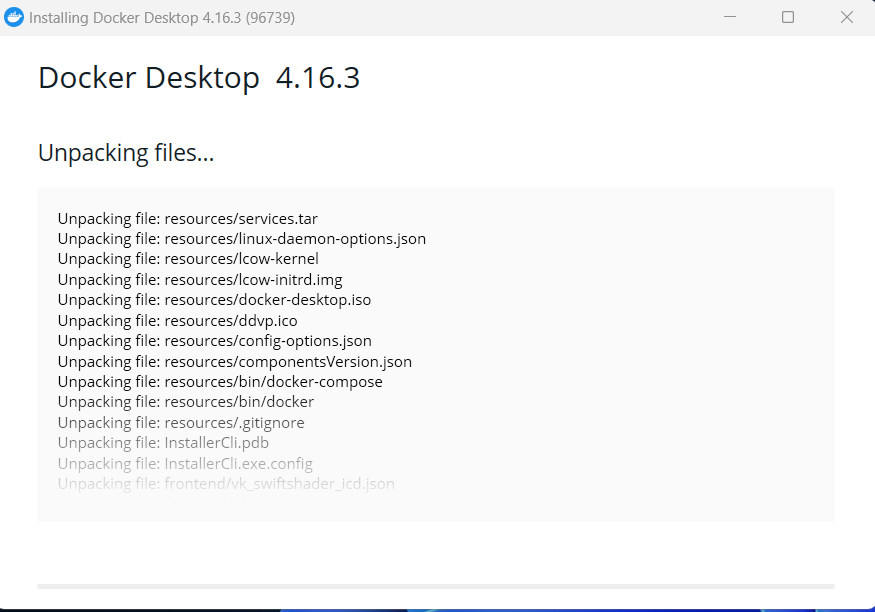 Installing Docker Desktop 4.16.3 (96739)
Docker Desktop 4.16.3
Unpacking files...
Unpacking file: resources/services.tar
Unpacking file: resources/linux-daemon-options.json
Unpacking file: resources/lcow-kernel
Unpacking file: resources/lcow-initrd.img
Unpacking file: resources/docker-desktop.iso
Unpacking file: resources/ddvp.ico
Unpacking file: resources/config-options.json
Unpacking file: resources/componentsVersion.json
Unpacking file: resources/bin/docker-compose
Unpacking file: resources/bin/docker
Unpacking file: resources/.gitignore
Unpacking file: InstallerCli.pdb
Unpacking file: InstallerCli.exe.config
Unpacking file: frontend/vk_swiftshader_icd.json